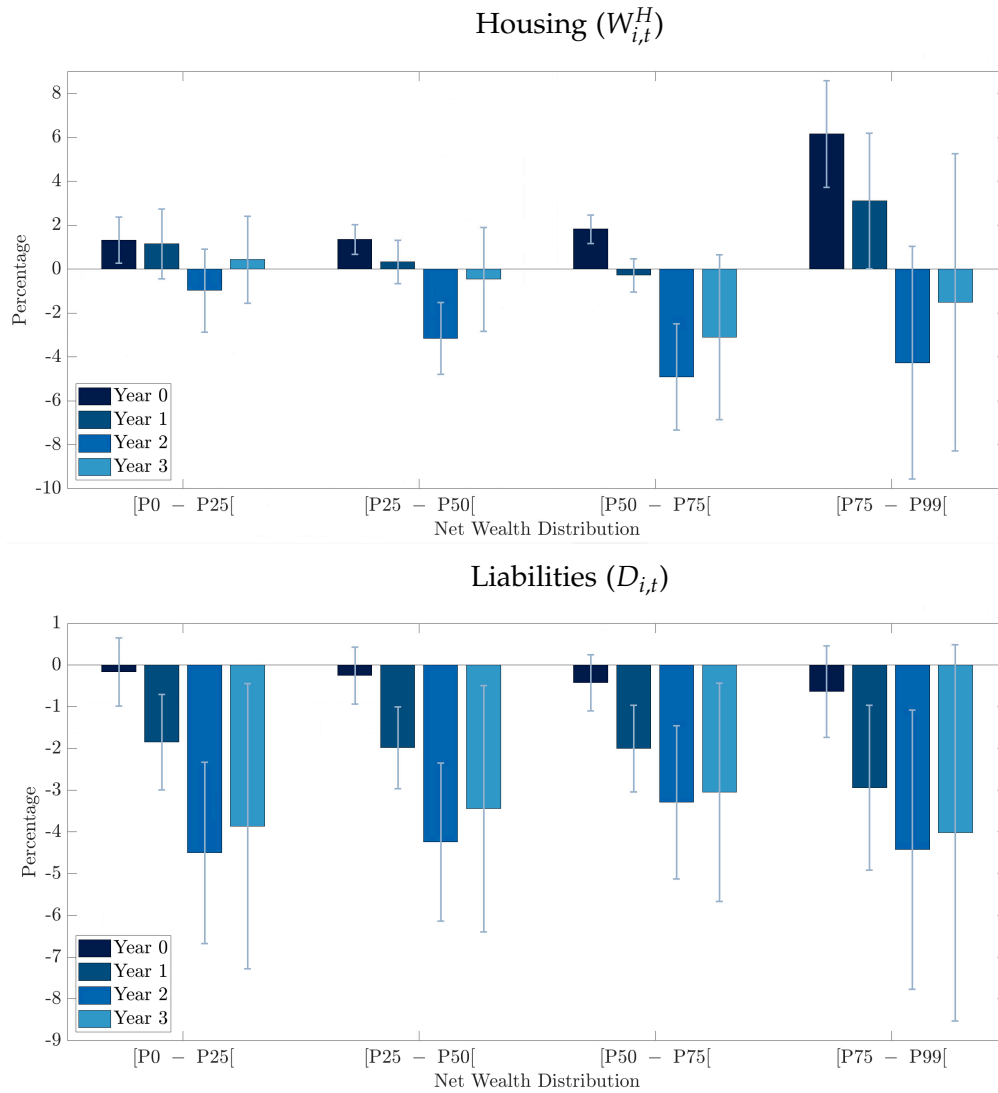 Housing (W^H_{i,t})
8
6
4
2
0
-2
-4
-6
-8
-10
Percentage
Year 0
Year 1
Year 2
Year 3
[P0 – P25[ [P25 – P50[ [P50 – P75[ [P75 – P99[
Net Wealth Distribution
Liabilities (D_{i,t})
1
0
-1
-2
-3
-4
-5
-6
-7
-8
-9
Percentage
Year 0
Year 1
Year 2
Year 3
[P0 – P25[ [P25 – P50[ [P50 – P75[ [P75 – P99[
Net Wealth Distribution